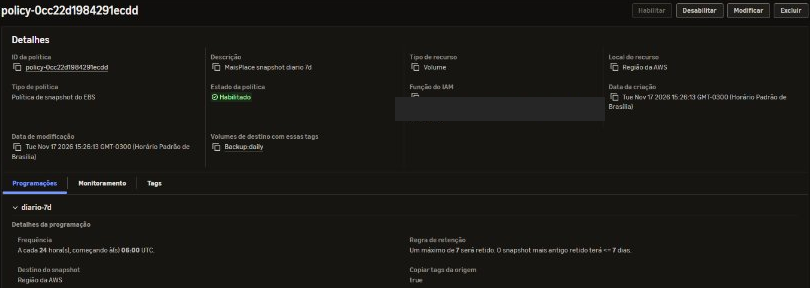 policy-0cc22d1984291ecdd
Habilitar
Desabilitar
Modificar
Excluir
Detalhes
ID da política
policy-0cc22d1984291ecdd
Descrição
MaisPlace snapshot diario 7d
Tipo de recurso
Volume
Local do recurso
Região da AWS
Tipo de política
Política de snapshot do EBS
Estado da política
Habilitado
Função do IAM
Data da criação
Tue Nov 17 2026 15:26:13 GMT-0300 (Horário Padrão de
Brasília)
Data de modificação
Tue Nov 17 2026 15:26:13 GMT-0300 (Horário Padrão de
Brasília)
Volumes de destino com essas tags
Backup:daily
Programações
Monitoramento
Tags
diario-7d
Detalhes da programação
Frequência
A cada 24 hora(s), começando à(s) 06:00 UTC.
Regra de retenção
Um máximo de 7 será retido. O snapshot mais antigo retido terá <= 7 dias.
Destino do snapshot
Região da AWS
Copiar tags da origem
true